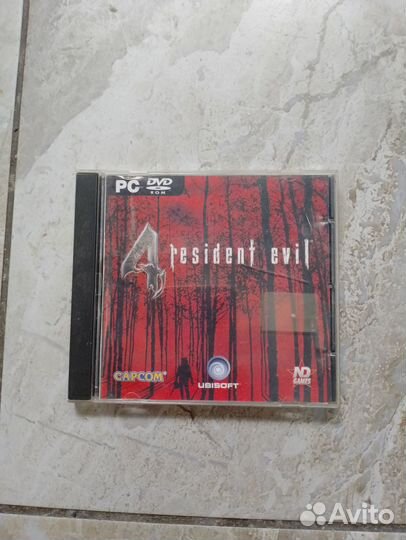 PC DVD
ROM
4 resident evil
CAPCOM
UBISOFT
ND
GAMES
Avito